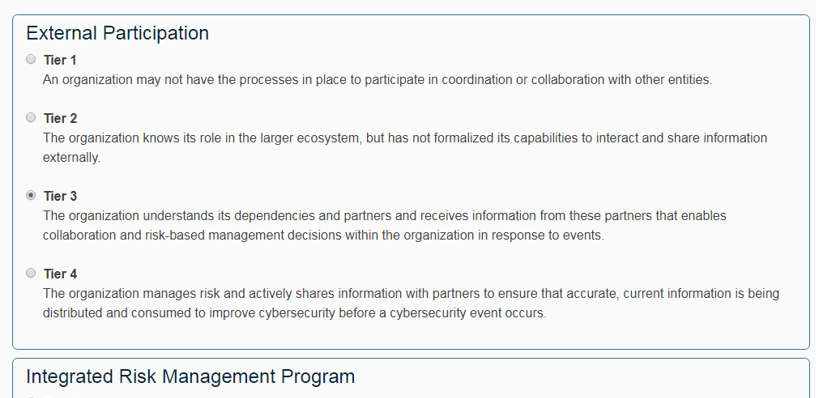 External Participation
Tier 1
An organization may not have the processes in place to participate in coordination or collaboration with other entities.
Tier 2
The organization knows its role in the larger ecosystem, but has not formalized its capabilities to interact and share information
externally.
Tier 3
The organization understands its dependencies and partners and receives information from these partners that enables
collaboration and risk-based management decisions within the organization in response to events.
Tier 4
The organization manages risk and actively shares information with partners to ensure that accurate, current information is being
distributed and consumed to improve cybersecurity before a cybersecurity event occurs.
Integrated Risk Management Program